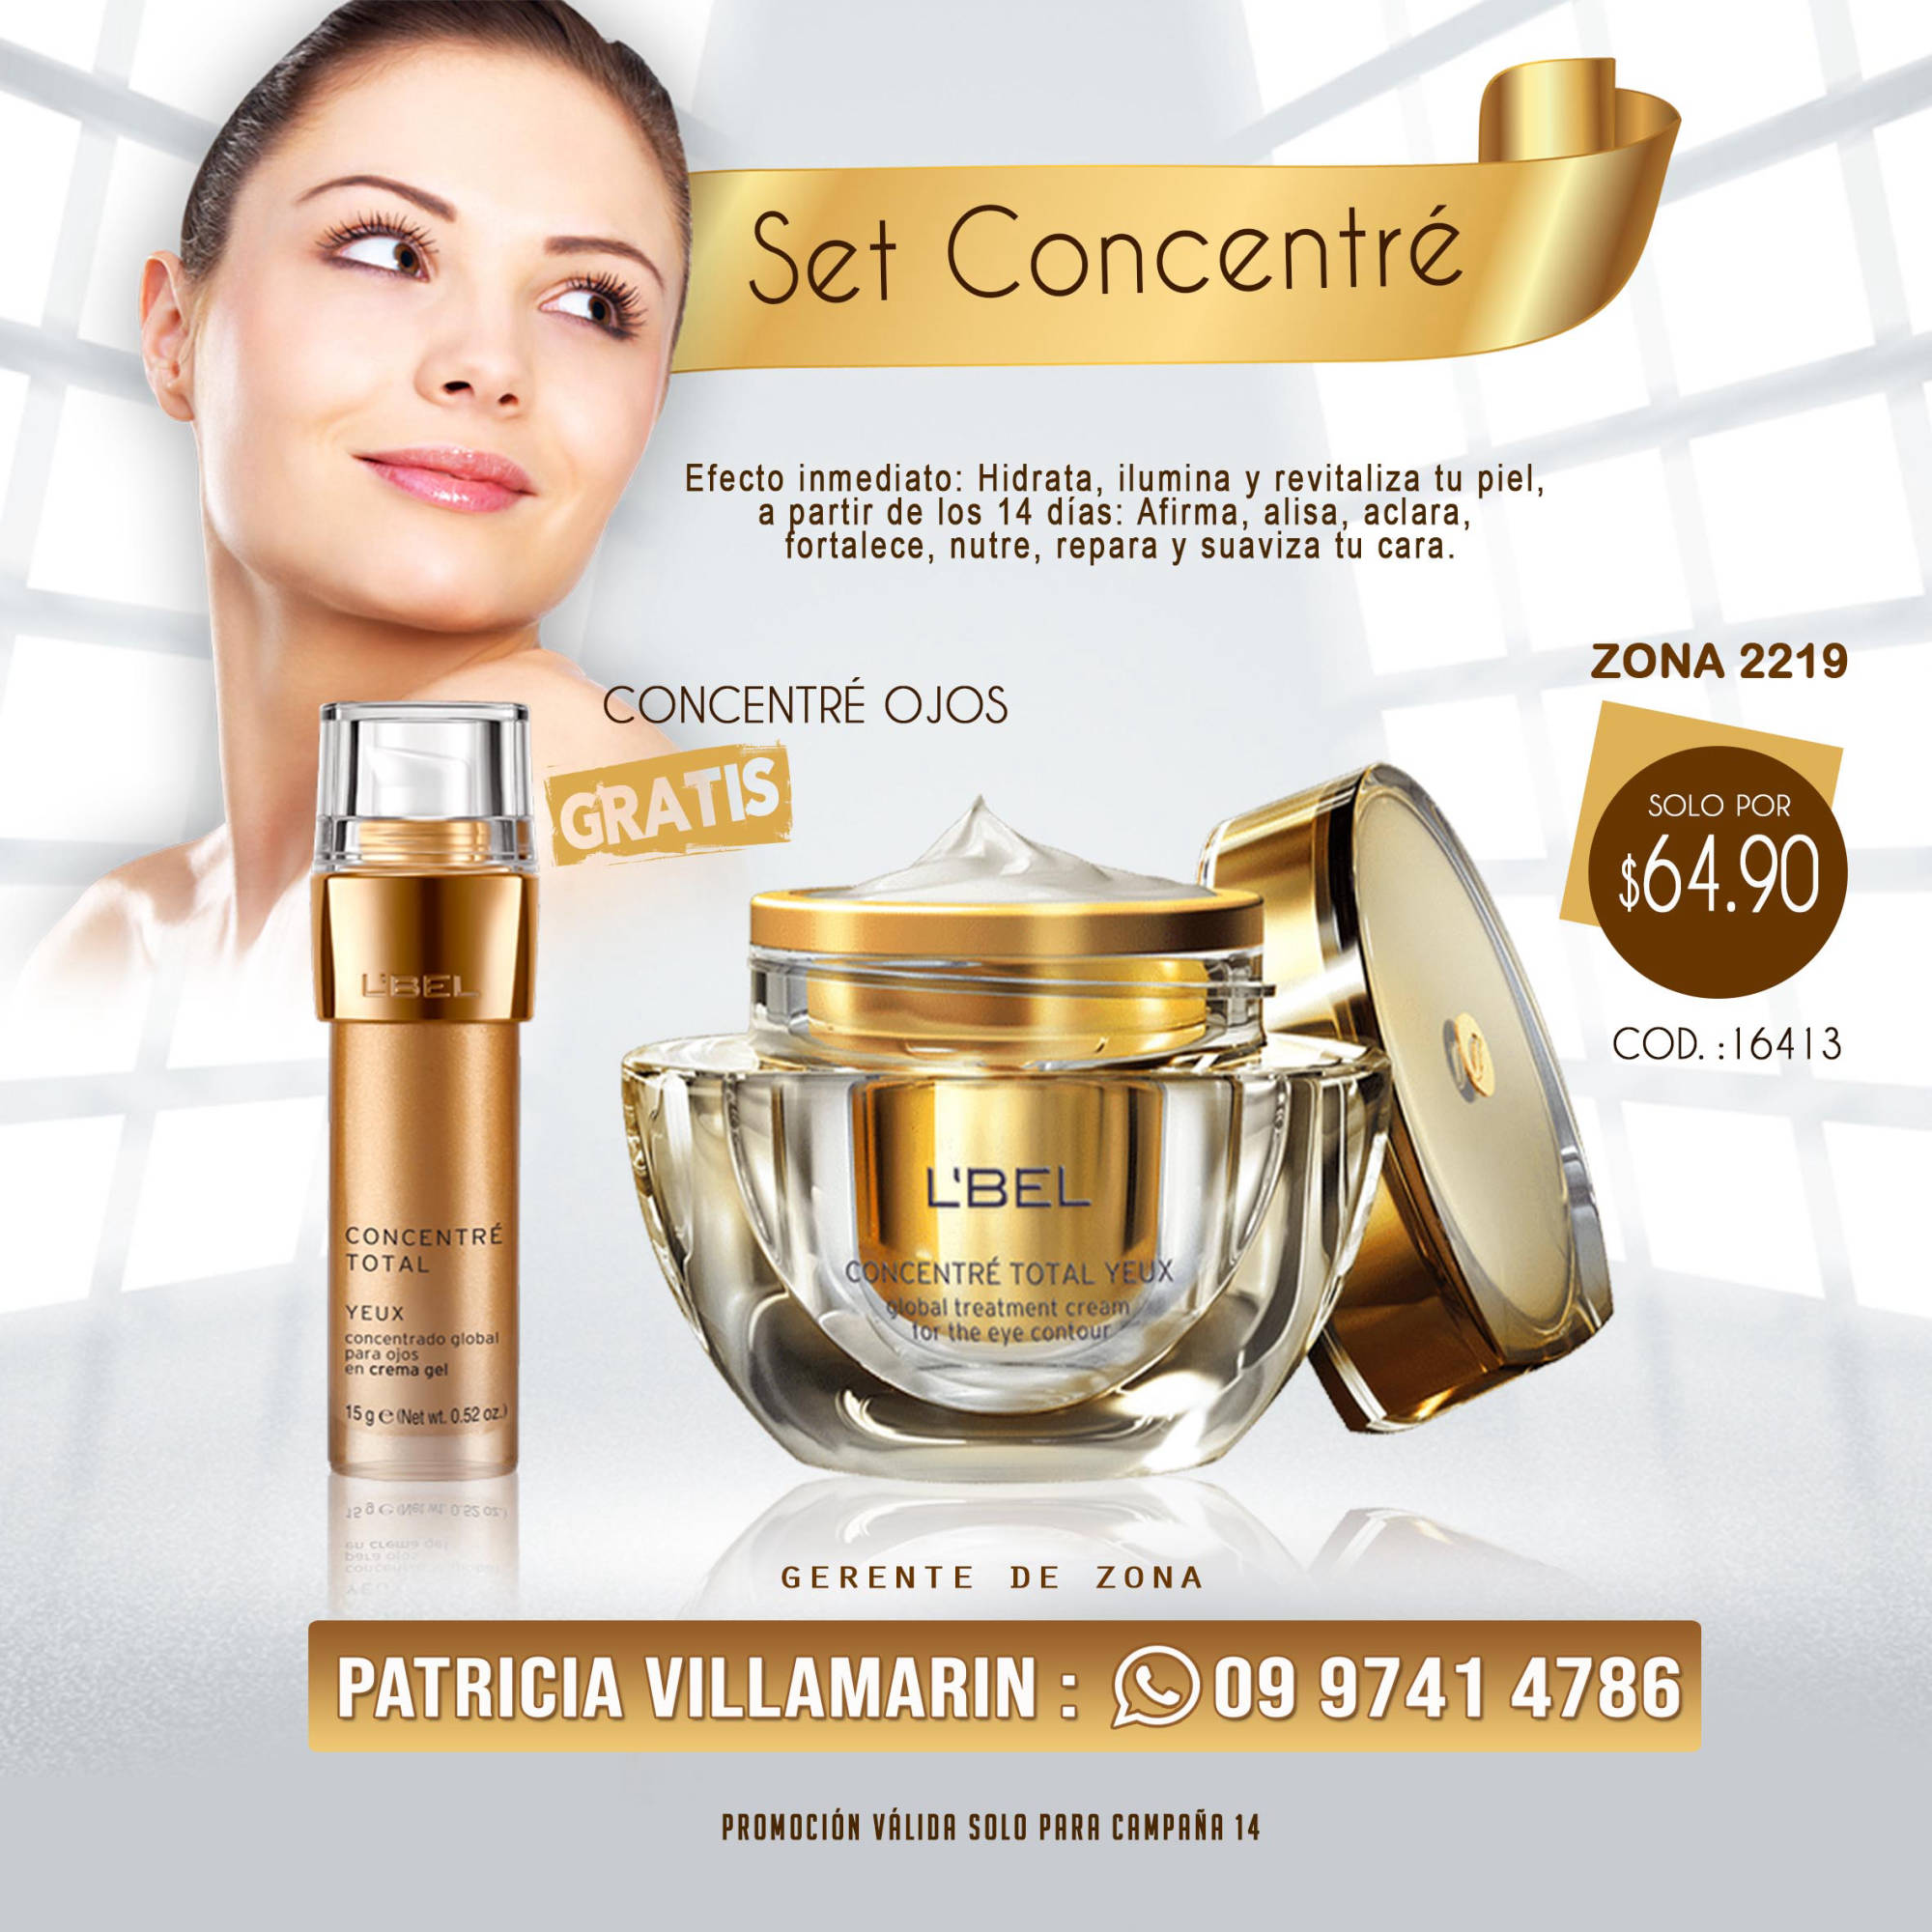 Set Concentré
Efecto inmediato: Hidrata, ilumina y revitaliza tu piel,
a partir de los 14 días: Afirma, alisa, aclara,
fortalece, nutre, repara y suaviza tu cara.
ZONA 2219
CONCENTRÉ OJOS
GRATIS
SOLO POR
$64.90
COD. :16413
L'BEL
CONCENTRÉ
TOTAL
YEUX
concentrado global
para ojos
en crema gel
15 g e (Net wt. 0.52 oz.)
L'BEL
CONCENTRÉ TOTAL YEUX
global treatment cream
for the eye contour
GERENTE DE ZONA
PATRICIA VILLAMARIN : 09 9741 4786
PROMOCIÓN VÁLIDA SOLO PARA CAMPAÑA 14